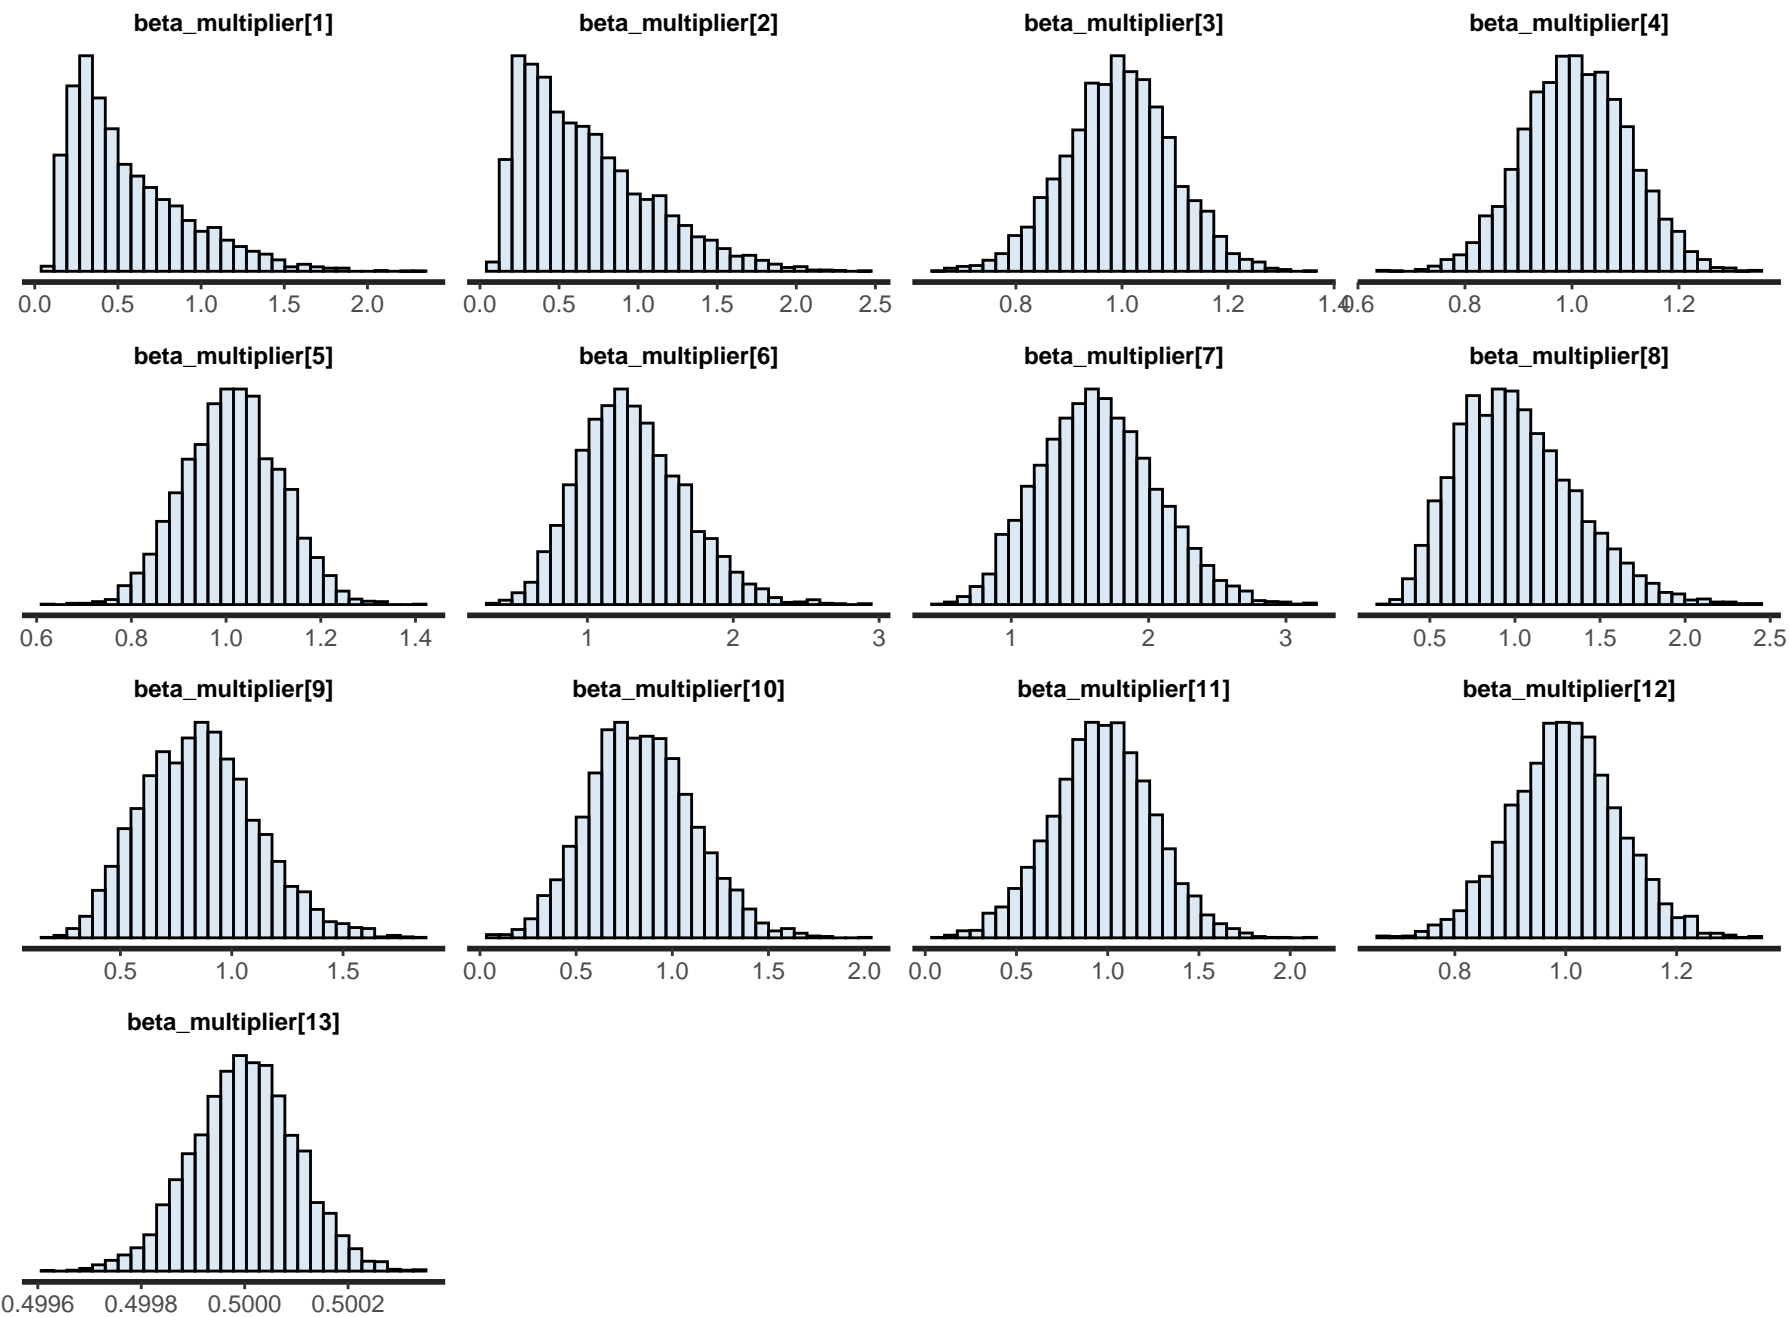 beta_multiplier[1] beta_multiplier[2] beta_multiplier[3] beta_multiplier[4]
0.0 0.5 1.0 1.5 2.0 0.0 0.5 1.0 1.5 2.0 2.5 0.8 1.0 1.2 1.4 0.6 0.8 1.0 1.2
beta_multiplier[5] beta_multiplier[6] beta_multiplier[7] beta_multiplier[8]
0.6 0.8 1.0 1.2 1.4 1 2 3 1 2 3 0.5 1.0 1.5 2.0 2.5
beta_multiplier[9] beta_multiplier[10] beta_multiplier[11] beta_multiplier[12]
0.5 1.0 1.5 0.0 0.5 1.0 1.5 2.0 0.0 0.5 1.0 1.5 2.0 0.8 1.0 1.2
beta_multiplier[13]
0.4996 0.4998 0.5000 0.5002